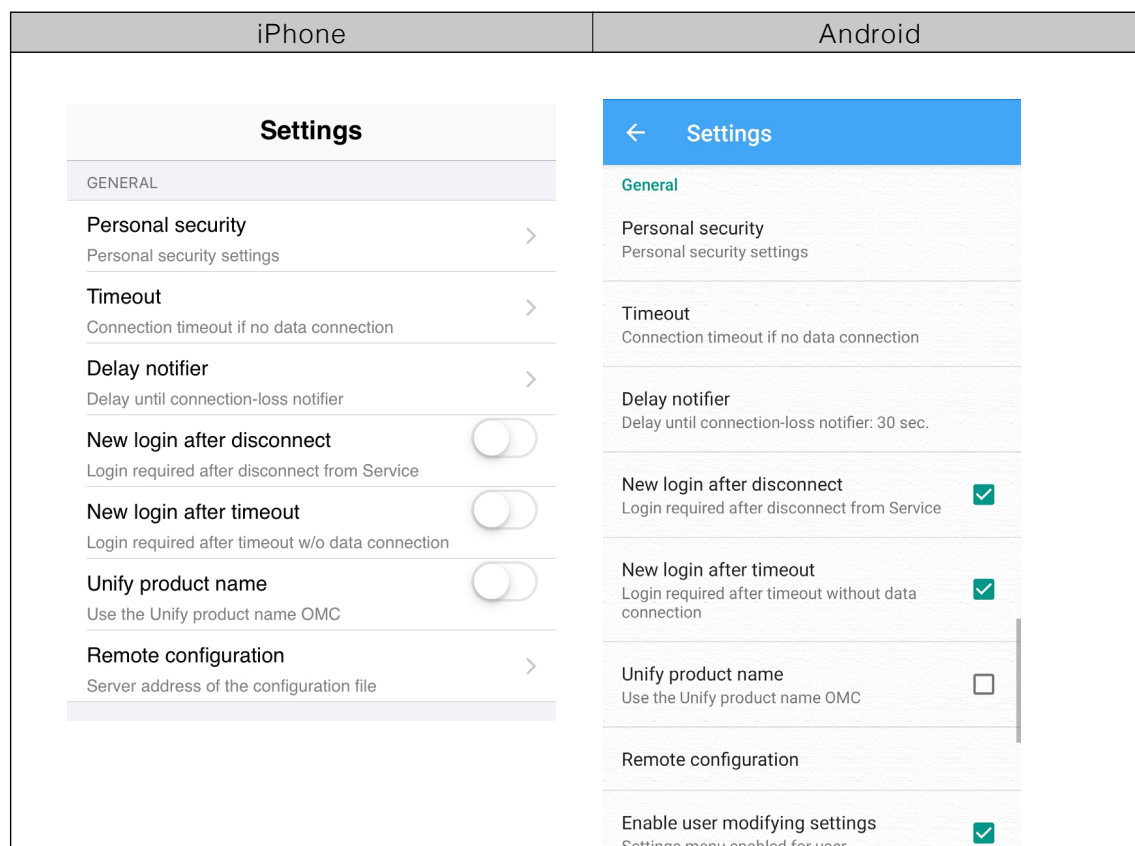 iPhone
Android
Settings
GENERAL
Personal security
Personal security settings
Timeout
Connection timeout if no data connection
Delay notifier
Delay until connection-loss notifier
New login after disconnect
Login required after disconnect from Service
New login after timeout
Login required after timeout w/o data connection
Unify product name
Use the Unify product name OMC
Remote configuration
Server address of the configuration file
Settings
General
Personal security
Personal security settings
Timeout
Connection timeout if no data connection
Delay notifier
Delay until connection-loss notifier: 30 sec.
New login after disconnect
Login required after disconnect from Service
New login after timeout
Login required after timeout without data
connection
Unify product name
Use the Unify product name OMC
Remote configuration
Enable user modifying settings
Settings menu enabled for user